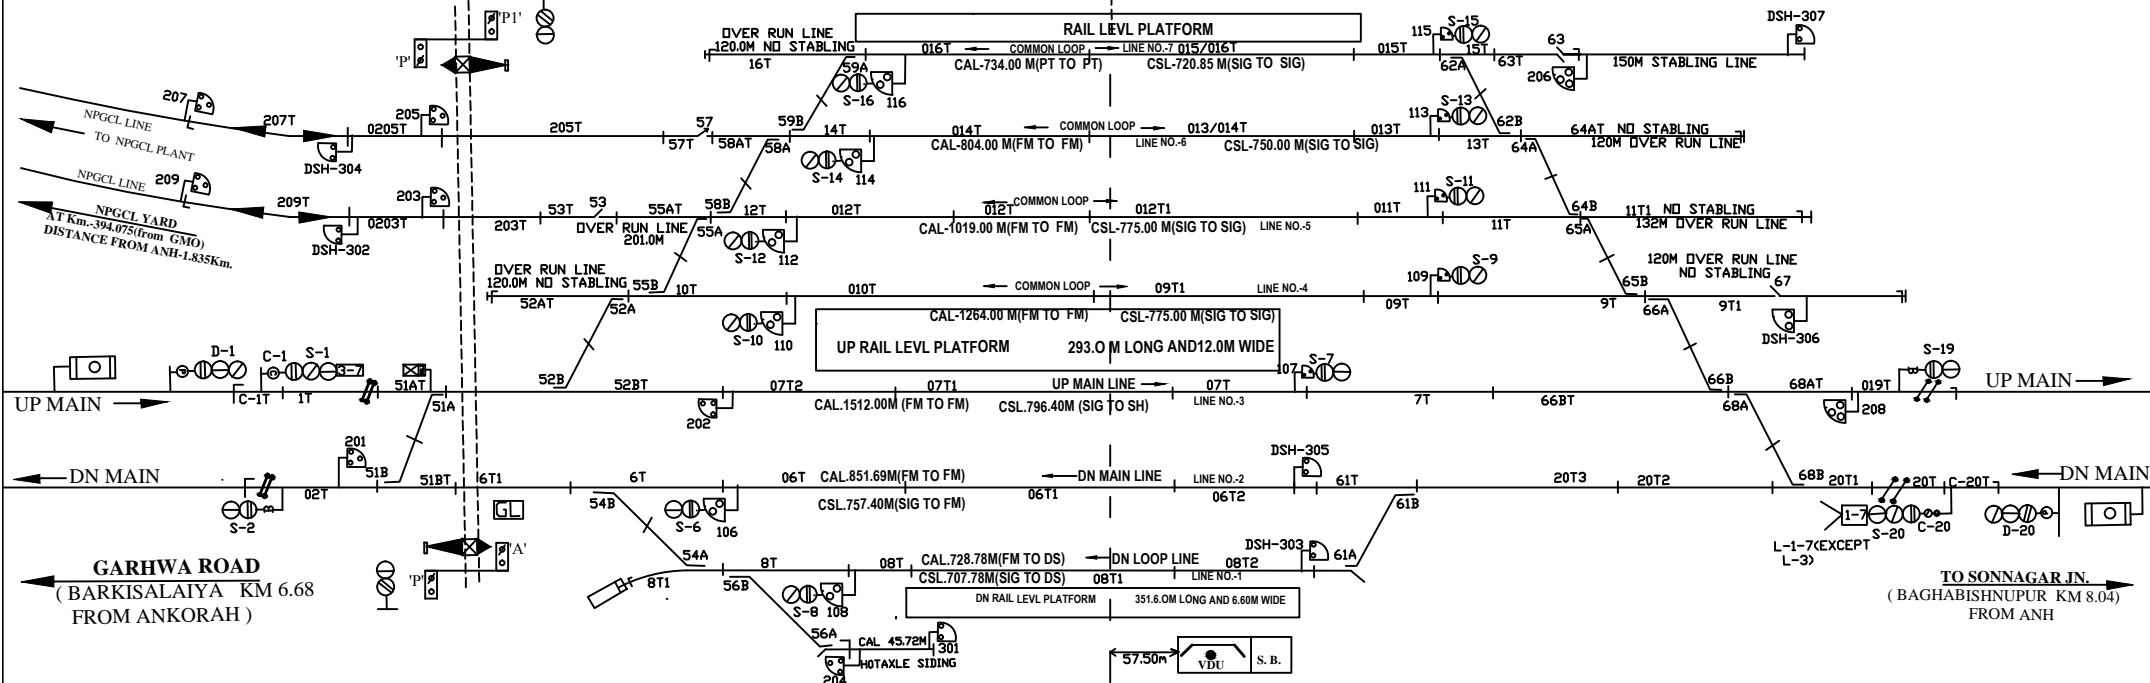 'P1'
'P'
OVER RUN LINE
120.0M NO STABLING
16T
RAIL LEVL PLATFORM
016T
COMMON LOOP
LINE NO.-7
015/016T
CAL-734.00 M(PT TO PT)
CSL-720.85 M(SIG TO SIG)
015T
115
S-15
15T
62A
63T
63
206
DSH-307
150M STABLING LINE
59A
S-16
116
207
NPGCL LINE
TO NPGCL PLANT
207T
DSH-304
0205T
205
205T
57
57T
58AT
59B
58A
14T
S-14
114
014T
COMMON LOOP
013/014T
CAL-804.00 M(FM TO FM)
LINE NO.-6
CSL-750.00 M(SIG TO SIG)
013T
113
S-13
13T
62B
64A
64AT NO STABLING
120M OVER RUN LINE
209
NPGCL LINE
NPGCL YARD
AT Km.-394.075(from GMO)
DISTANCE FROM ANH-1.835Km.
209T
DSH-302
0203T
203
203T
53T
53
55AT
OVER RUN LINE
201.0M
58B
55A
12T
S-12
112
012T
012T
COMMON LOOP
012T1
CAL-1019.00 M(FM TO FM)
CSL-775.00 M(SIG TO SIG)
LINE NO.-5
011T
111
S-11
11T
64B
65A
11T1 NO STABLING
132M OVER RUN LINE
OVER RUN LINE
120.0M NO STABLING
52AT
55B
52A
10T
S-10
110
010T
COMMON LOOP
09T1
LINE NO.-4
CAL-1264.00 M(FM TO FM)
CSL-775.00 M(SIG TO SIG)
09T
109
S-9
9T
65B
66A
120M OVER RUN LINE
NO STABLING
9T1
67
DSH-306
UP RAIL LEVL PLATFORM 293.0 M LONG AND12.0M WIDE
UP MAIN
D-1
C-1
S-1
3-7
C-1T
1T
51AT
51A
52B
52BT
202
07T2
07T1
UP MAIN LINE
07T
CAL.1512.00M (FM TO FM)
CSL.796.40M (SIG TO SH)
LINE NO.-3
107
S-7
7T
66BT
66B
68A
68AT
019T
208
S-19
UP MAIN
DN MAIN
201
S-2
02T
51B
51BT
6T1
GL
54B
6T
S-6
106
06T
CAL.851.69M(FM TO FM)
CSL.757.40M(SIG TO FM)
DN MAIN LINE
06T1
LINE NO.-2
06T2
DSH-305
61T
61B
20T3
20T2
68B
20T1
20T
C-20T
DN MAIN
1-7
S-20
C-20
D-20
L-1-7(EXCEPT
L-3)
'A'
'P'
GARHWA ROAD
( BARKISALAIYA KM 6.68
FROM ANKORAH )
54A
8T1
56B
8T
S-8
108
08T
CAL.728.78M(FM TO DS)
CSL.707.78M(SIG TO DS)
DN LOOP LINE
08T1
LINE NO.-1
08T2
DSH-303
61A
DN RAIL LEVL PLATFORM 351.6.0M LONG AND 6.60M WIDE
56A
CAL 45.72M
301
HOTAXLE SIDING
204
57.50m
VDU
S. B.
TO SONNAGAR JN.
( BAGHABISHNUPUR KM 8.04)
FROM ANH